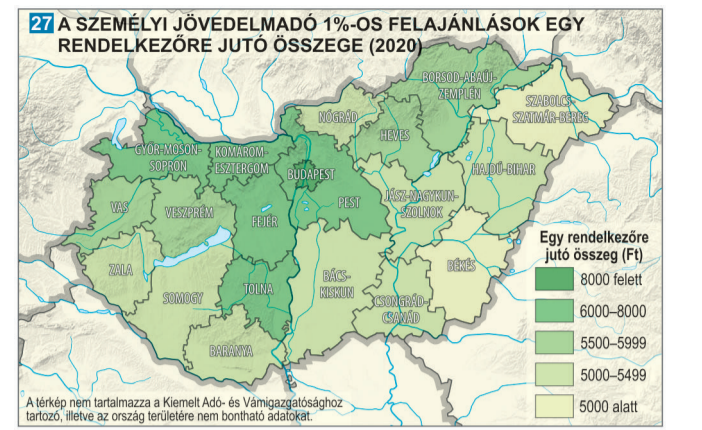 27 A SZEMÉLYI JÖVEDELMADÓ 1%-OS FELAJÁNLÁSOK EGY
RENDELKEZŐRE JUTÓ ÖSSZEGE (2020)
BORSOD-ABAÚJ-
ZEMPLÉN
SZABOLCS-
SZATMÁR-BEREG
NÓGRÁD
HEVES
GYŐR-MOSON-
SOPRON
KOMÁROM-
ESZTERGOM
BUDAPEST
HAJDÚ-BIHAR
PEST
JÁSZ-NAGYKUN-
SZOLNOK
VAS
VESZPRÉM
FEJÉR
ZALA
SOMOGY
TOLNA
BÁCS-
KISKUN
BÉKÉS
CSONGRÁD-
CSANÁD
BARANYA
Egy rendelkezőre
jutó összeg (Ft)
8000 felett
6000–8000
5500–5999
5000–5499
5000 alatt
A térkép nem tartalmazza a Kiemelt Adó- és Vámigazgatósághoz
tartozó, illetve az ország területére nem bontható adatokat.